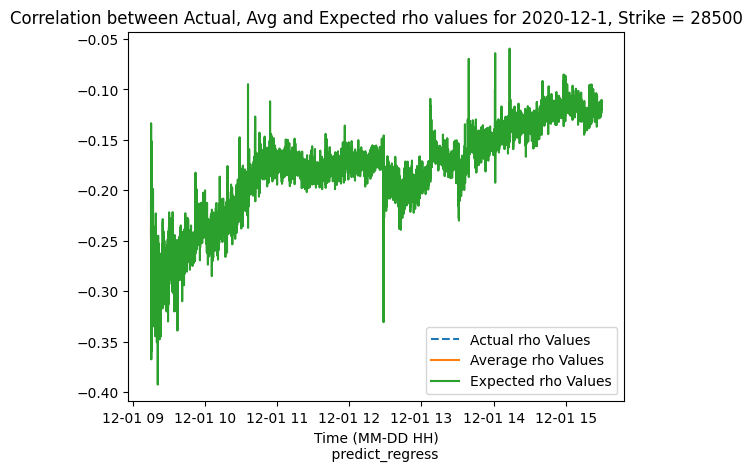 Correlation between Actual, Avg and Expected rho values for 2020-12-1, Strike = 28500
−0.05
−0.10
−0.15
−0.20
−0.25
−0.30
−0.35
−0.40
Actual rho Values
Average rho Values
Expected rho Values
12-01 09 12-01 10 12-01 11 12-01 12 12-01 13 12-01 14 12-01 15
Time (MM-DD HH)
predict_regress